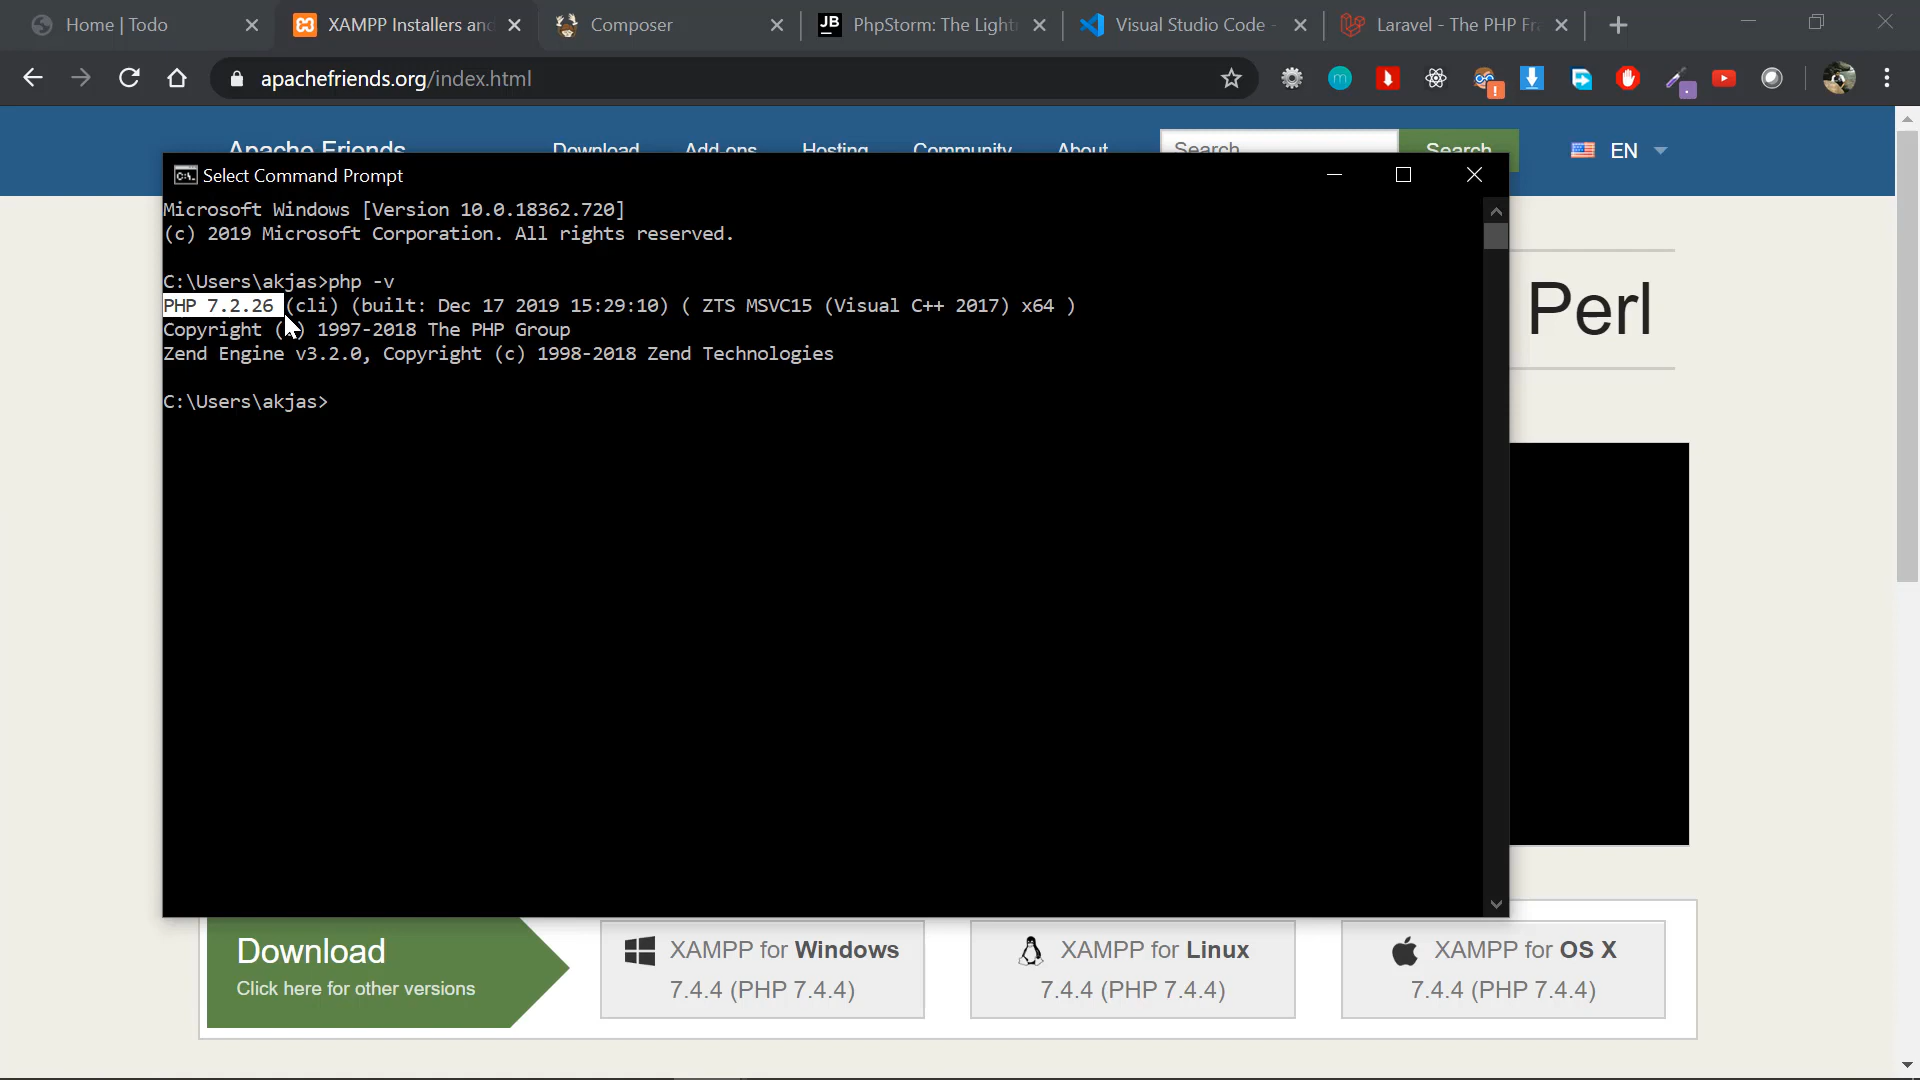 Home | Todo
XAMPP Installers and
Composer
JB
PhpStorm: The Light
Visual Studio Code -
Laravel - The PHP Fr
apachefriends.org/index.html
Apache Friends
Download
Add-ons
Hosting
Community
About
Search
Search
EN
C:\. Select Command Prompt
Microsoft Windows [Version 10.0.18362.720]
(c) 2019 Microsoft Corporation. All rights reserved.
C:\Users\akjas>php -v
PHP 7.2.26 (cli) (built: Dec 17 2019 15:29:10) ( ZTS MSVC15 (Visual C++ 2017) x64 )
Copyright (c) 1997-2018 The PHP Group
Zend Engine v3.2.0, Copyright (c) 1998-2018 Zend Technologies
C:\Users\akjas>
Perl
Download
Click here for other versions
XAMPP for Windows
7.4.4 (PHP 7.4.4)
XAMPP for Linux
7.4.4 (PHP 7.4.4)
XAMPP for OS X
7.4.4 (PHP 7.4.4)